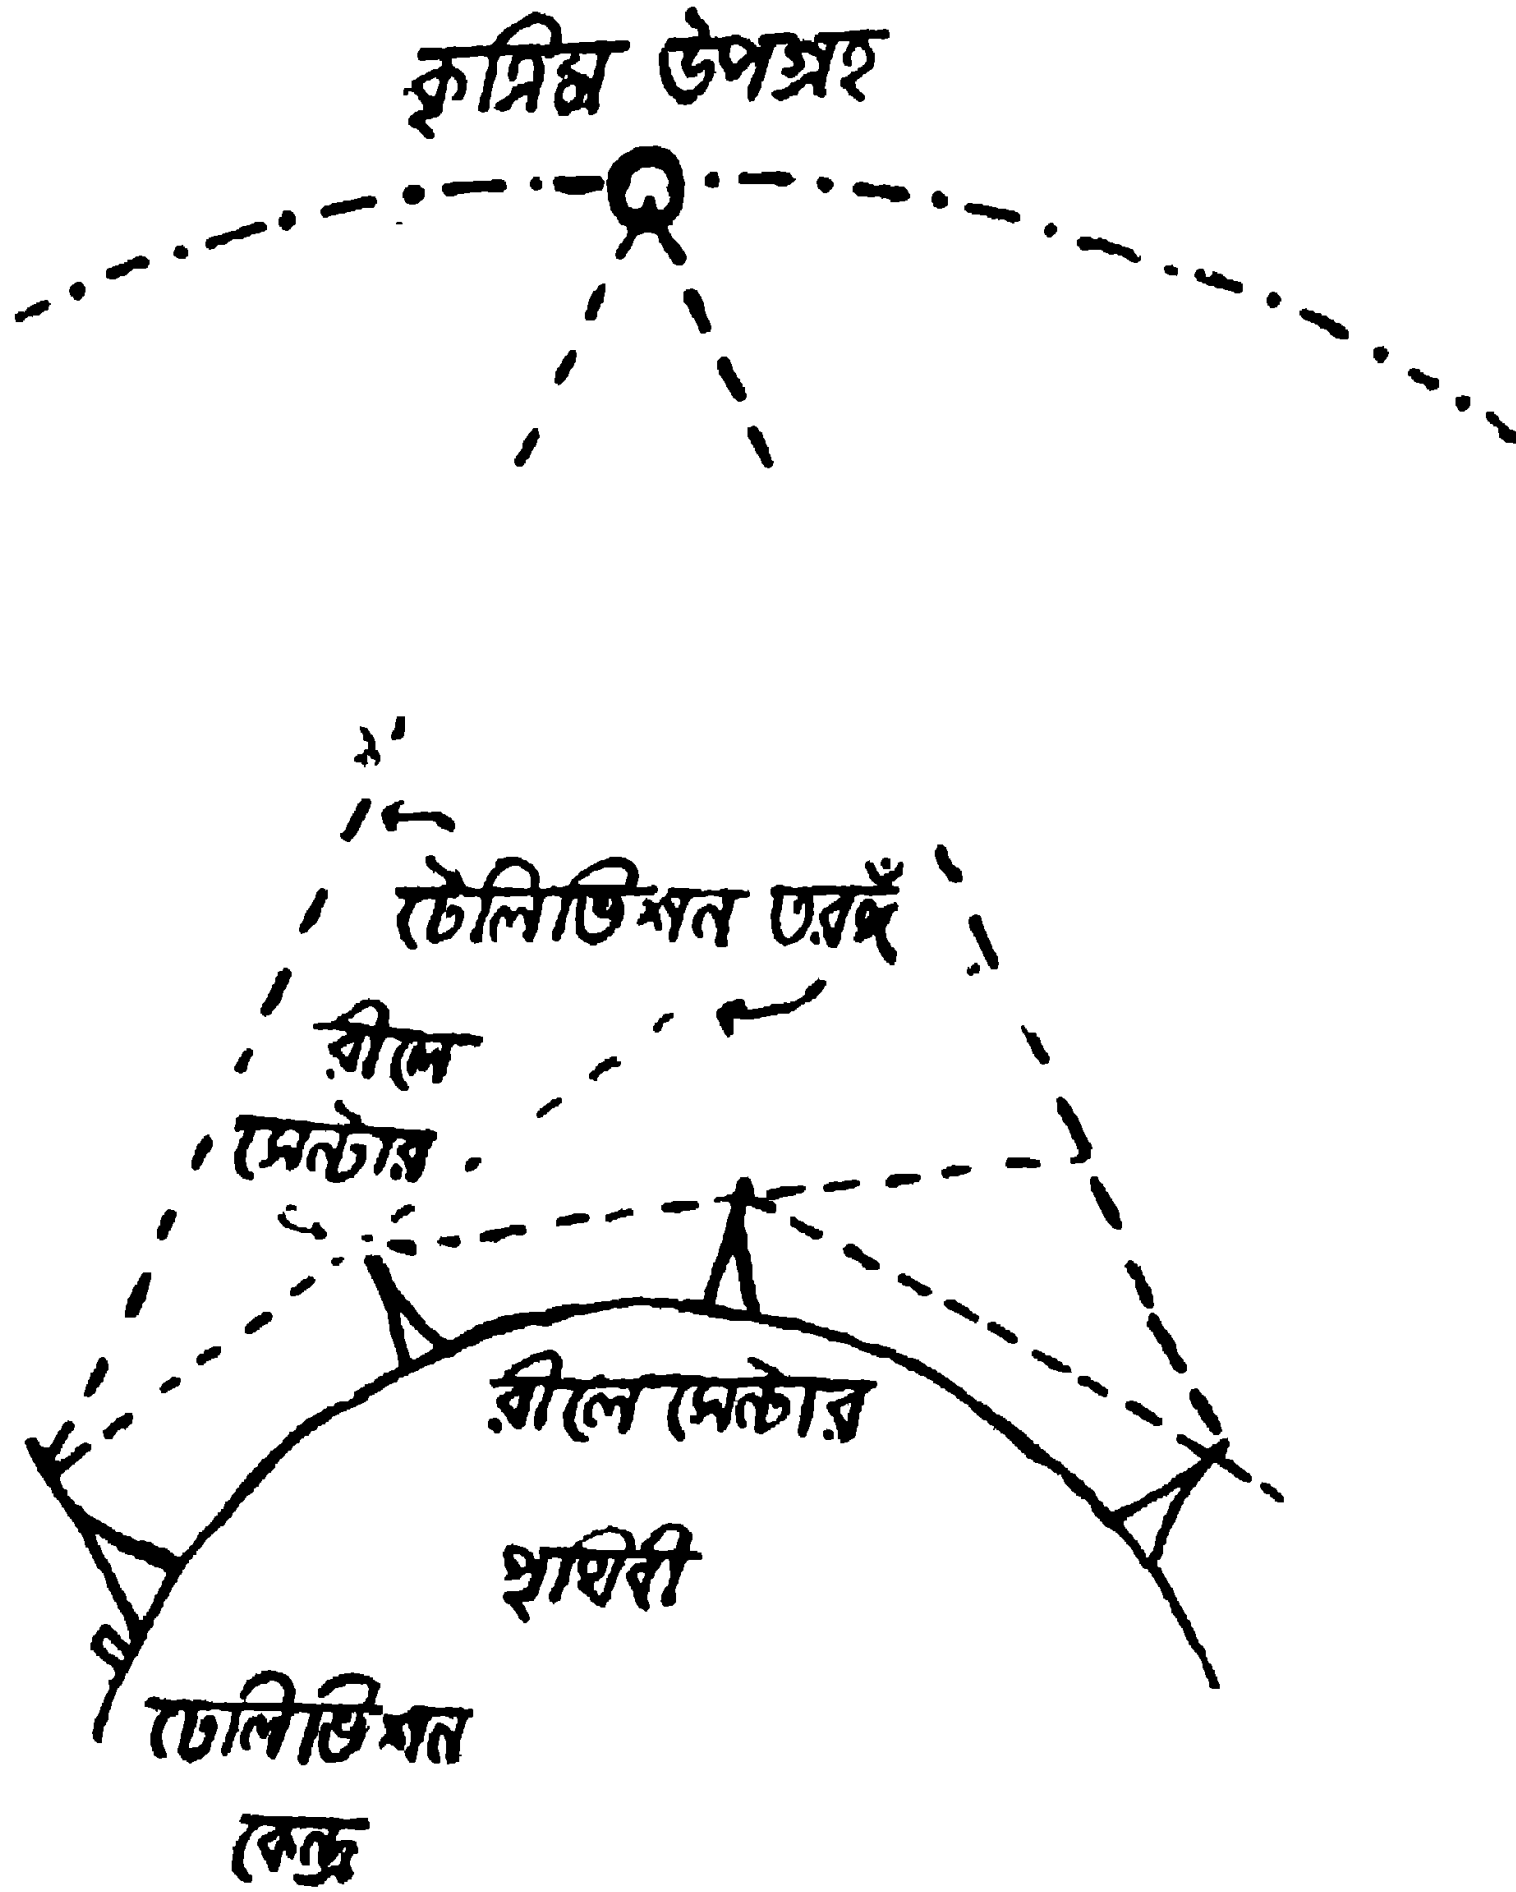 কৃত্রিম উপগ্রহ
টেলিভিশন তরঙ্গ
রীলে
সেন্টার
রীলে সেন্টার
পৃথিবী
টেলিভিশন
কেন্দ্র